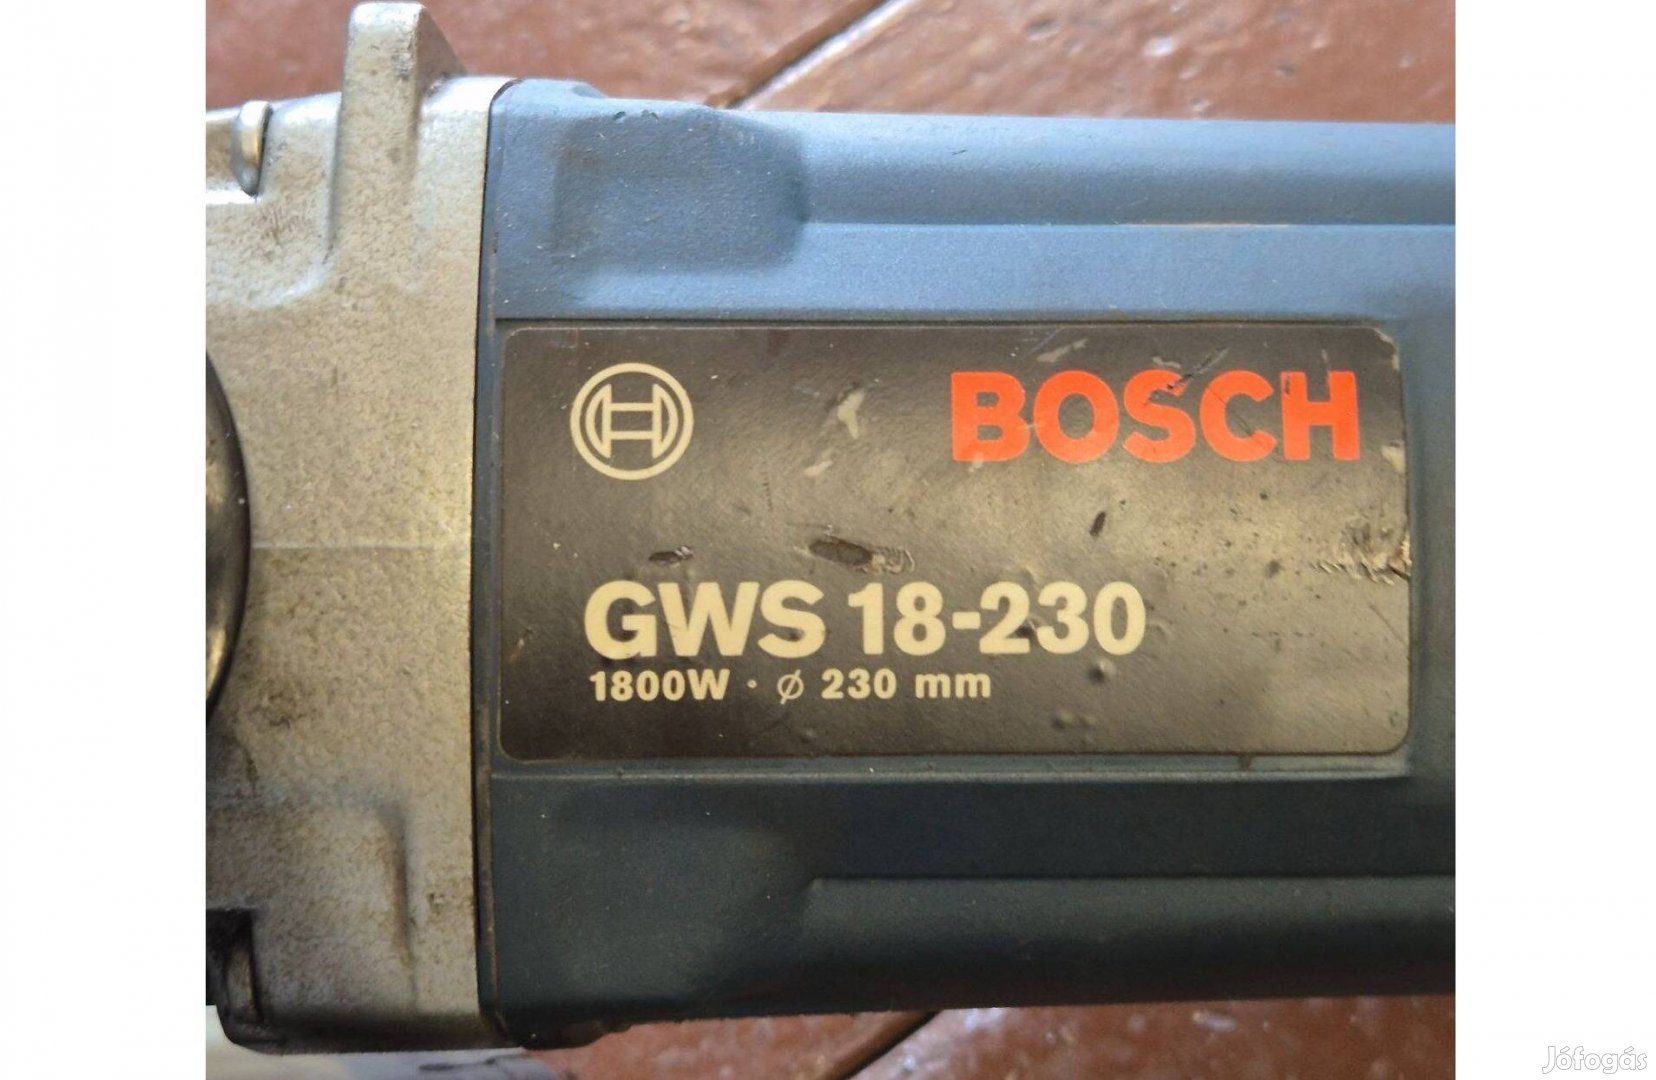 BOSCH
GWS 18-230
1800W · ⌀ 230 mm
Jófogás